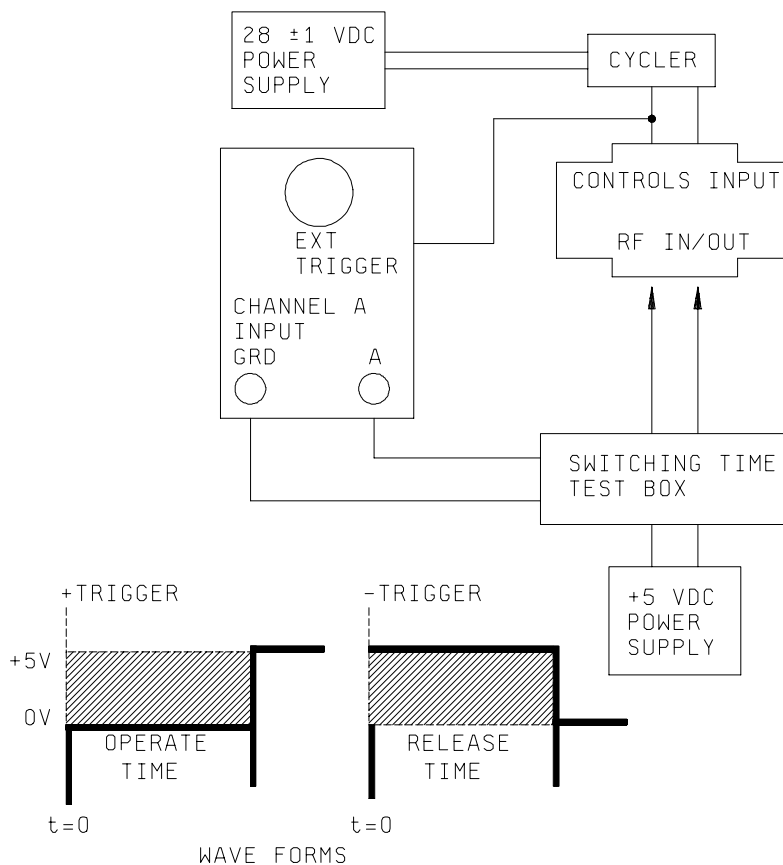 28 ±1 VDC
POWER
SUPPLY
CYCLER
CONTROLS INPUT
RF IN/OUT
EXT
TRIGGER
CHANNEL A
INPUT
GRD
A
SWITCHING TIME
TEST BOX
+5 VDC
POWER
SUPPLY
+TRIGGER
-TRIGGER
+5V
0V
OPERATE
TIME
RELEASE
TIME
t=0
t=0
WAVE FORMS